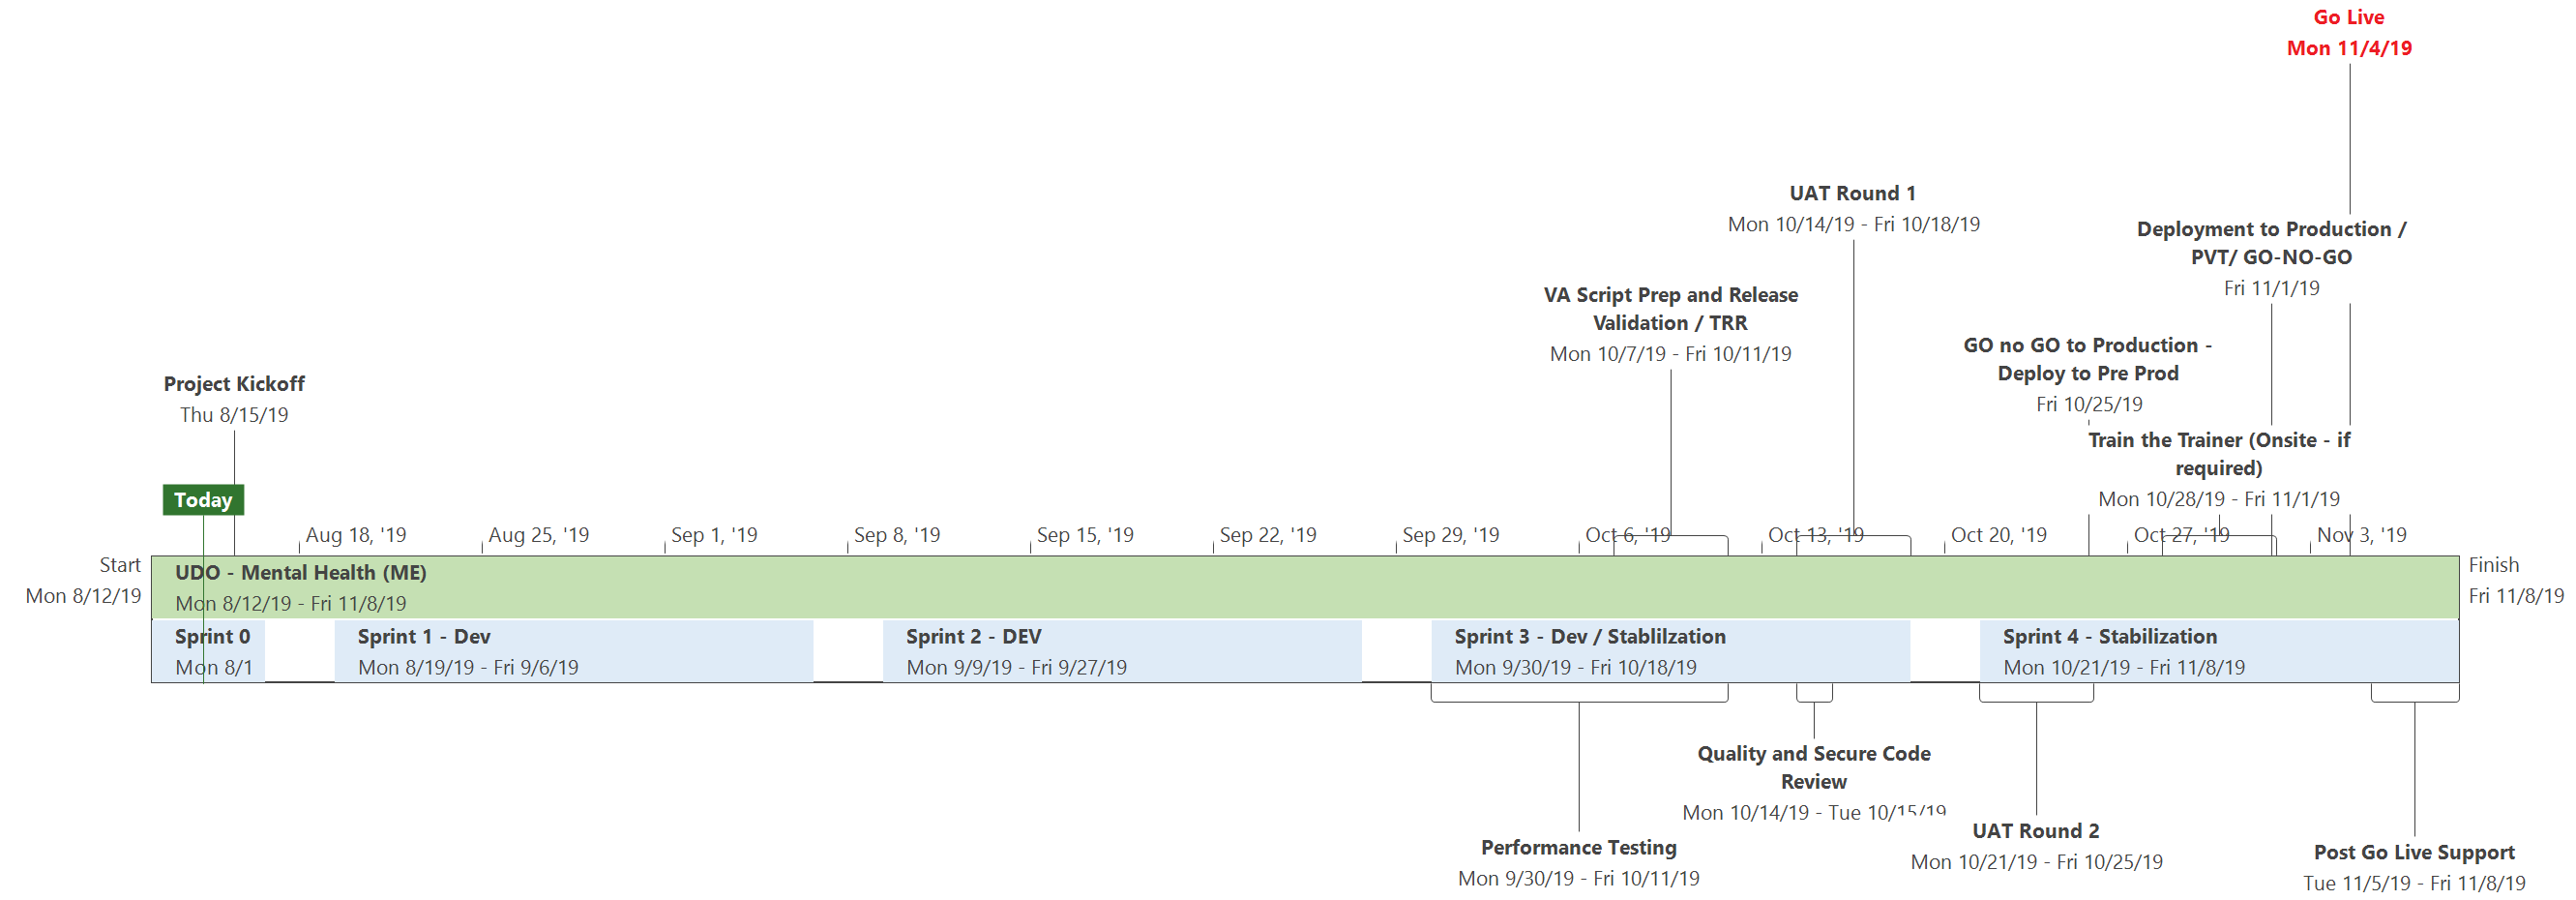 Go Live
Mon 11/4/19
UAT Round 1
Mon 10/14/19 - Fri 10/18/19
Deployment to Production /
PVT/ GO-NO-GO
Fri 11/1/19
VA Script Prep and Release
Validation / TRR
Mon 10/7/19 - Fri 10/11/19
GO no GO to Production -
Deploy to Pre Prod
Fri 10/25/19
Project Kickoff
Thu 8/15/19
Train the Trainer (Onsite - if
required)
Mon 10/28/19 - Fri 11/1/19
Today
Aug 18, '19
Aug 25, '19
Sep 1, '19
Sep 8, '19
Sep 15, '19
Sep 22, '19
Sep 29, '19
Oct 6, '19
Oct 13, '19
Oct 20, '19
Oct 27, '19
Nov 3, '19
Start
Mon 8/12/19
UDO - Mental Health (ME)
Mon 8/12/19 - Fri 11/8/19
Finish
Fri 11/8/19
Sprint 0
Mon 8/1
Sprint 1 - Dev
Mon 8/19/19 - Fri 9/6/19
Sprint 2 - DEV
Mon 9/9/19 - Fri 9/27/19
Sprint 3 - Dev / Stablilzation
Mon 9/30/19 - Fri 10/18/19
Sprint 4 - Stabilization
Mon 10/21/19 - Fri 11/8/19
Quality and Secure Code
Review
Mon 10/14/19 - Tue 10/15/19
Performance Testing
Mon 9/30/19 - Fri 10/11/19
UAT Round 2
Mon 10/21/19 - Fri 10/25/19
Post Go Live Support
Tue 11/5/19 - Fri 11/8/19